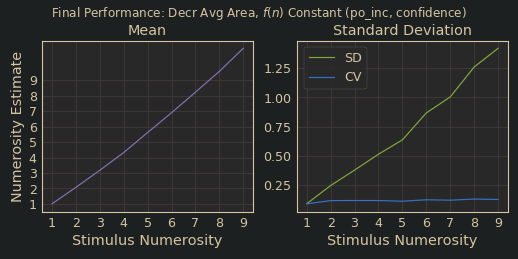 Final Performance: Decr Avg Area, f(n) Constant (po_inc, confidence)
Mean
Standard Deviation
Numerosity Estimate
9
8
7
6
5
4
3
2
1
1 2 3 4 5 6 7 8 9
Stimulus Numerosity
SD
CV
1.25
1.00
0.75
0.50
0.25
1 2 3 4 5 6 7 8 9
Stimulus Numerosity